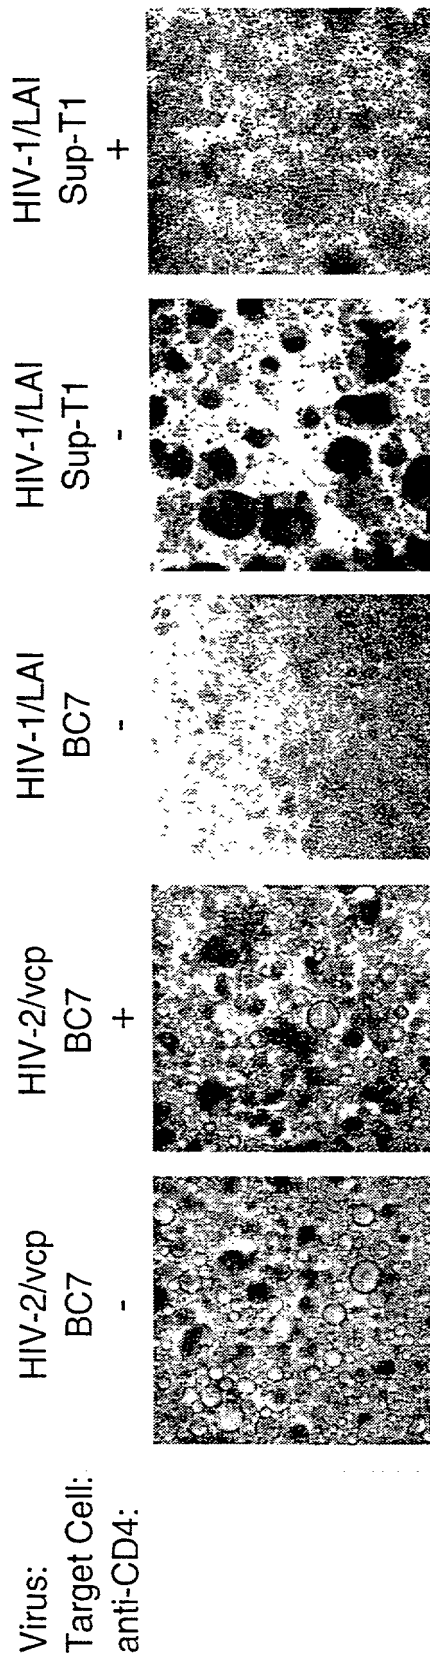 Virus: HIV-2/vcp HIV-2/vcp HIV-1/LAI HIV-1/LAI HIV-1/LAI
Target Cell: BC7 BC7 BC7 Sup-T1 Sup-T1
anti-CD4: - + - - +